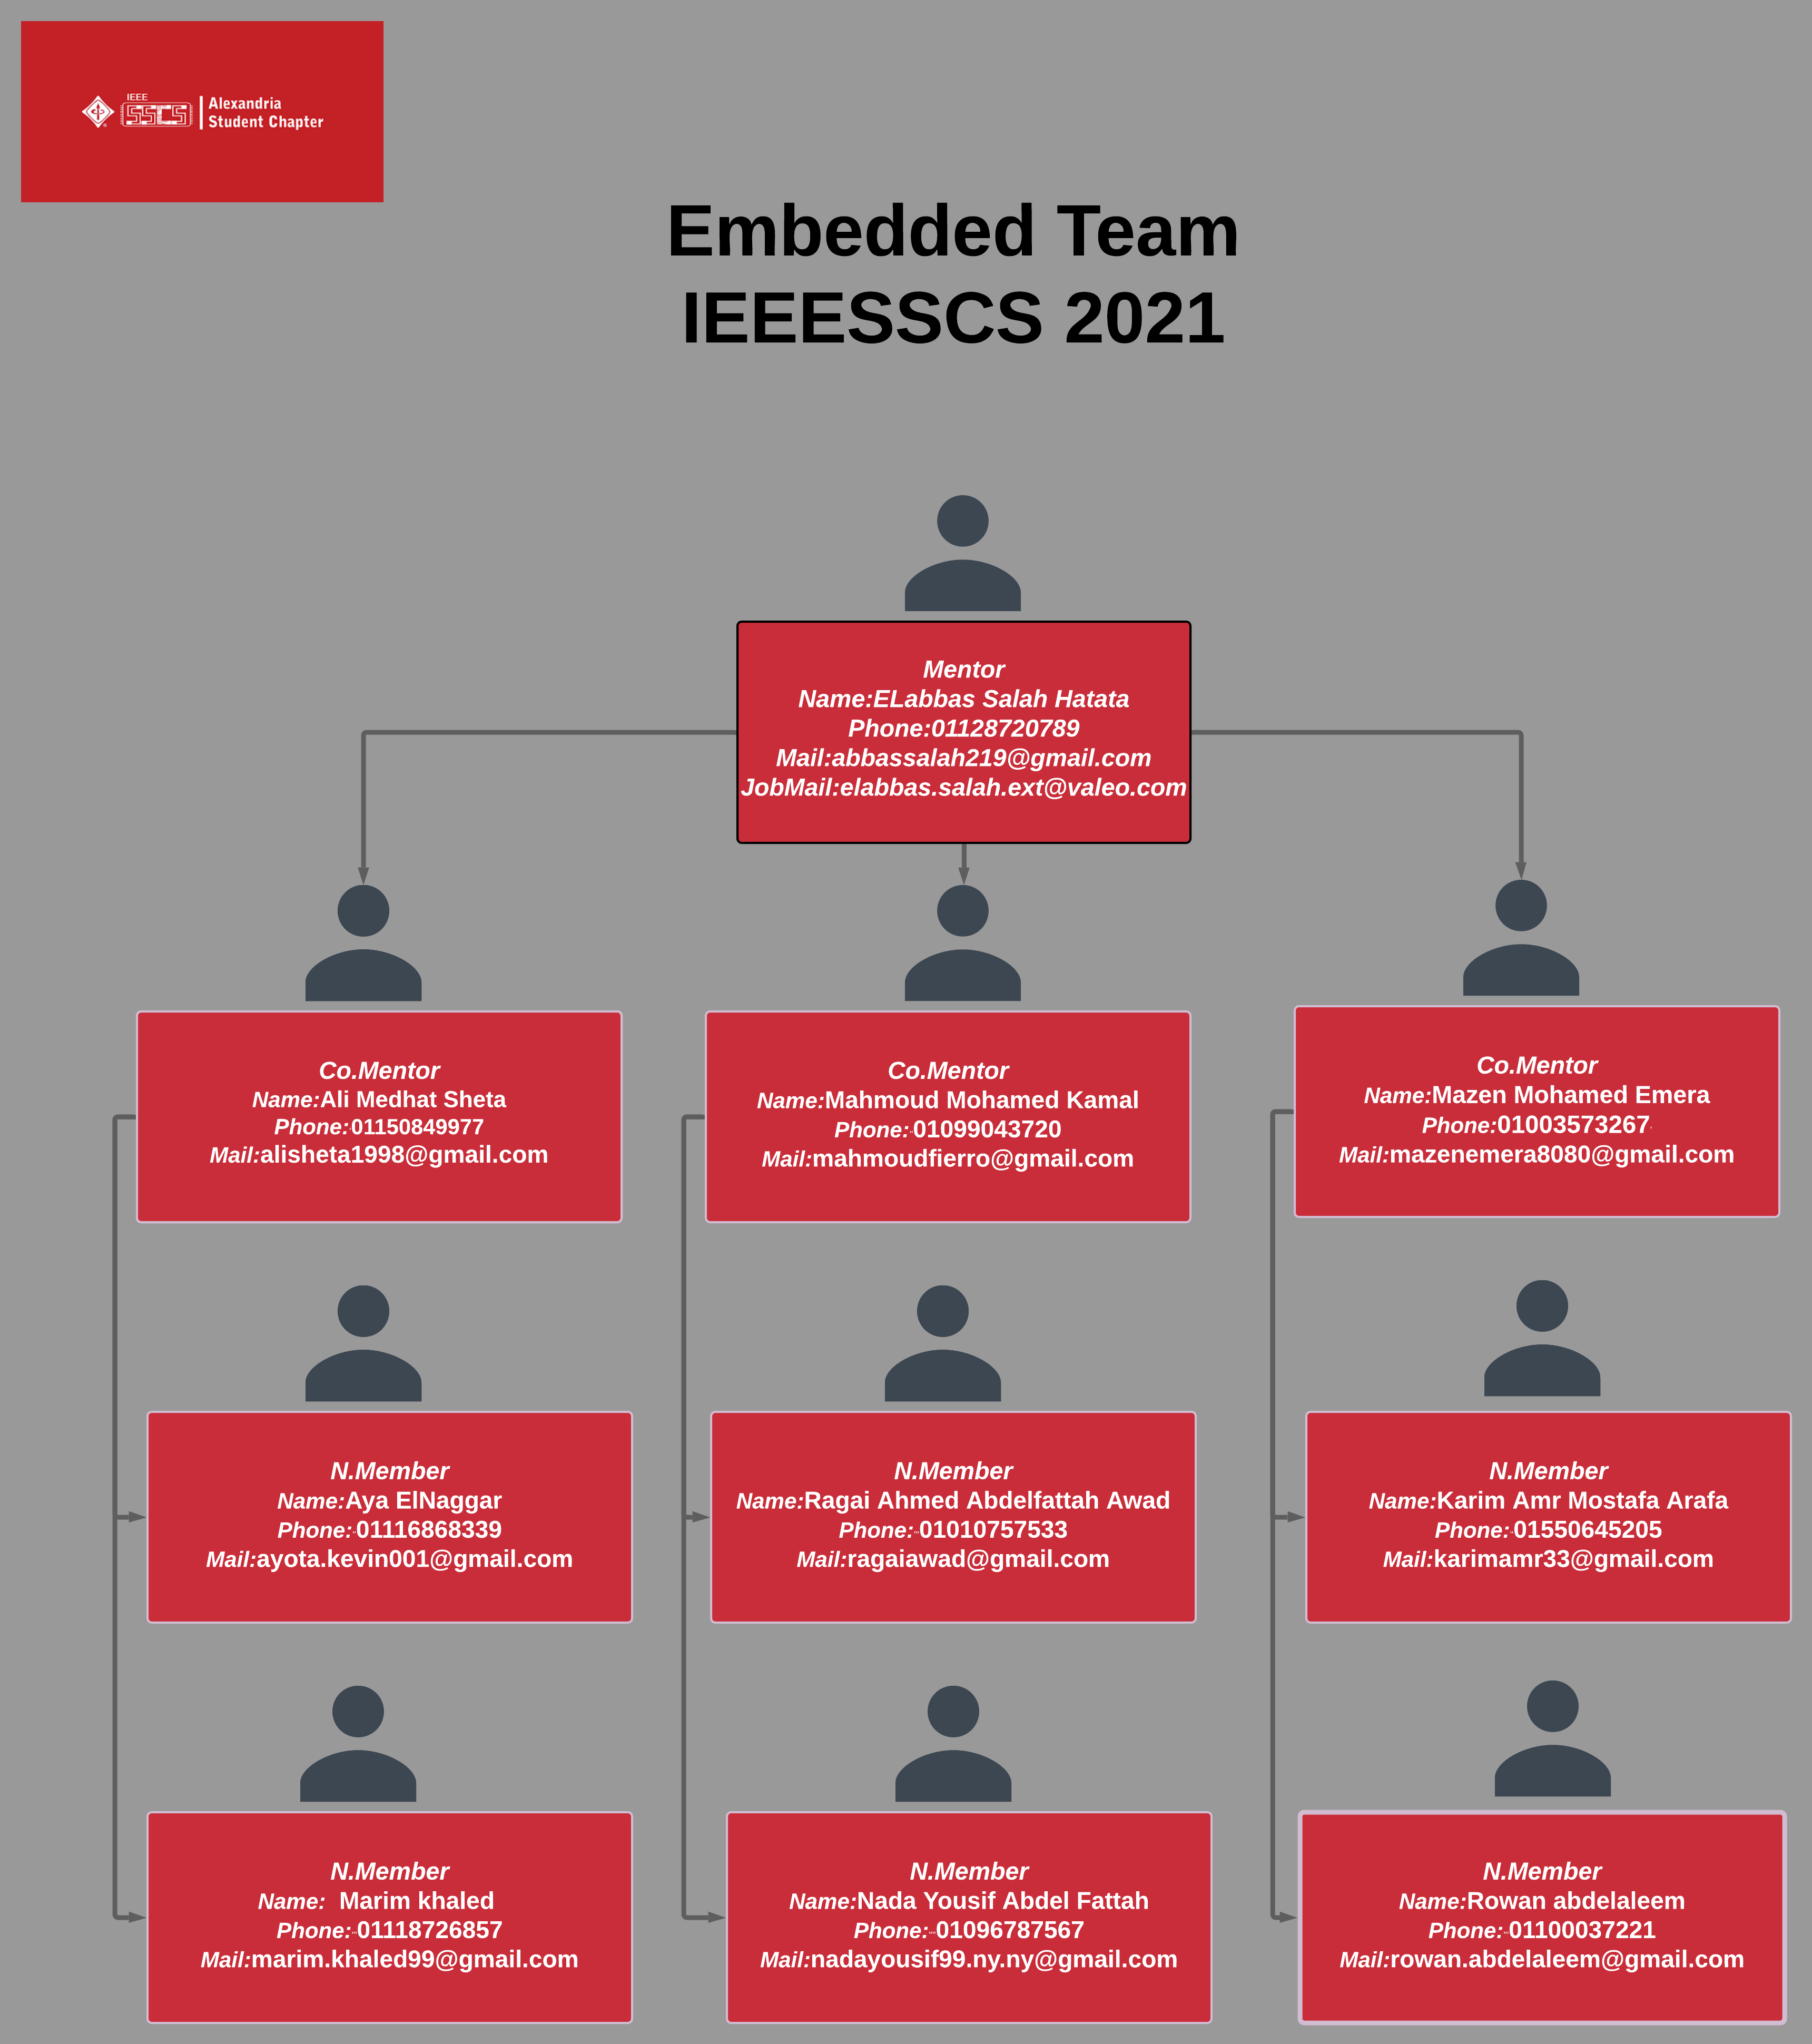 IEEE
SSCS
Alexandria
Student Chapter
Embedded Team
IEEESSCS 2021
Mentor
Name:ELabbas Salah Hatata
Phone:01128720789
Mail:abbassalah219@gmail.com
JobMail:elabbas.salah.ext@valeo.com
Co.Mentor
Name:Ali Medhat Sheta
Phone:01150849977
Mail:alisheta1998@gmail.com
Co.Mentor
Name:Mahmoud Mohamed Kamal
Phone:01099043720
Mail:mahmoudfierro@gmail.com
Co.Mentor
Name:Mazen Mohamed Emera
Phone:01003573267
Mail:mazenemera8080@gmail.com
N.Member
Name:Aya ElNaggar
Phone:01116868339
Mail:ayota.kevin001@gmail.com
N.Member
Name:Ragai Ahmed Abdelfattah Awad
Phone:01010757533
Mail:ragaiawad@gmail.com
N.Member
Name:Karim Amr Mostafa Arafa
Phone:01550645205
Mail:karimamr33@gmail.com
N.Member
Name: Marim khaled
Phone:01118726857
Mail:marim.khaled99@gmail.com
N.Member
Name:Nada Yousif Abdel Fattah
Phone:01096787567
Mail:nadayousif99.ny.ny@gmail.com
N.Member
Name:Rowan abdelaleem
Phone:01100037221
Mail:rowan.abdelaleem@gmail.com